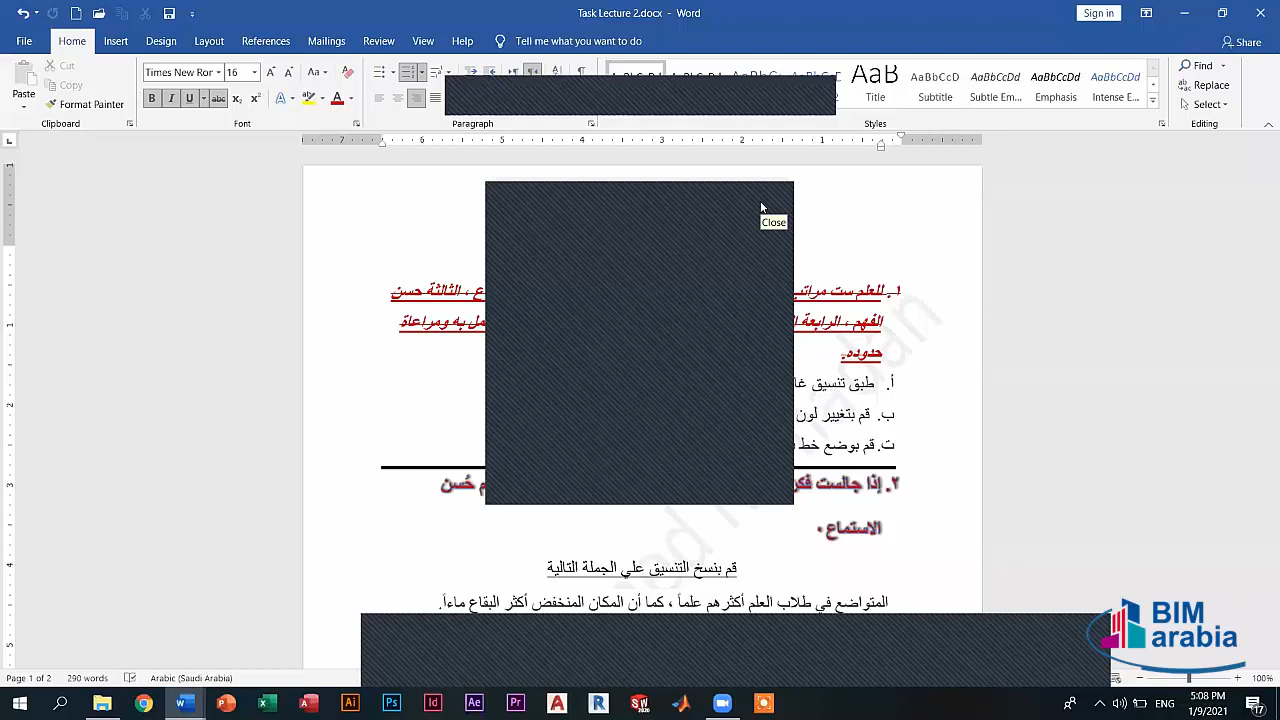 Task Lecture 2.docx - Word
Sign in
File Home Insert Design Layout References Mailings Review View Help Tell me what you want to do Share
Paste Cut Copy Format Painter
Times New Ror 16
Title Subtitle Subtle Em... Emphasis Intense E...
Find Replace Select
Clipboard Font Paragraph Styles Editing
Close
١. للعلم ست مراتب ع ، الثالثة حسن
الفهم ، الرابعة مل به ومراعاة
حدوده.
أ. طبق تنسيق
ب. قم بتغيير لون
ت. قم بوضع خط
٢. إذا جالست حُسن
الاستماع .
قم بنسخ التنسيق علي الجملة التالية
المتواضع في طلاب العلم أكثرهم علماً ، كما أن المكان المنخفض أكثر البقاع ماءاً.
BIM
arabia
Page 1 of 2 290 words Arabic (Saudi Arabia) 100%
ENG 5:08 PM
1/9/2021